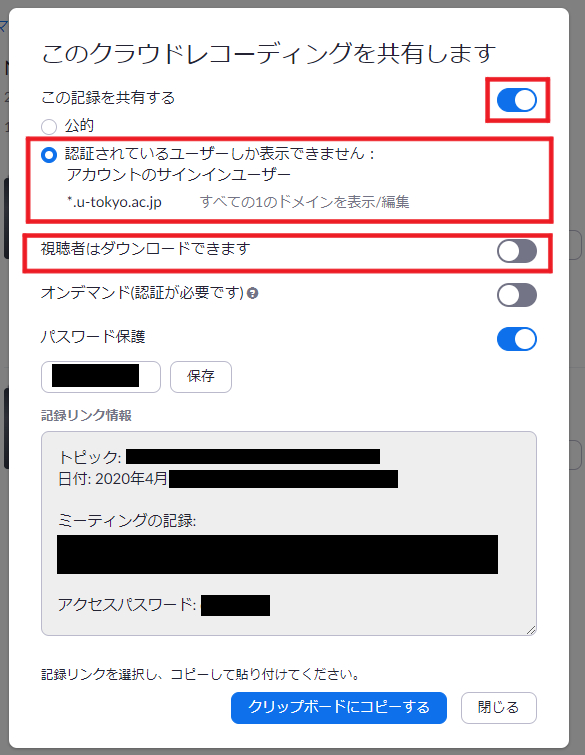 マ
このクラウドレコーディングを共有します
この記録を共有する
公的
認証されているユーザーしか表示できません：
アカウントのサインインユーザー
*.u-tokyo.ac.jp すべての1のドメインを表示/編集
視聴者はダウンロードできます
オンデマンド(認証が必要です) ?
パスワード保護
保存
記録リンク情報
トピック:
日付: 2020年4月
ミーティングの記録:
アクセスパスワード:
記録リンクを選択し、コピーして貼り付けてください。
クリップボードにコピーする 閉じる